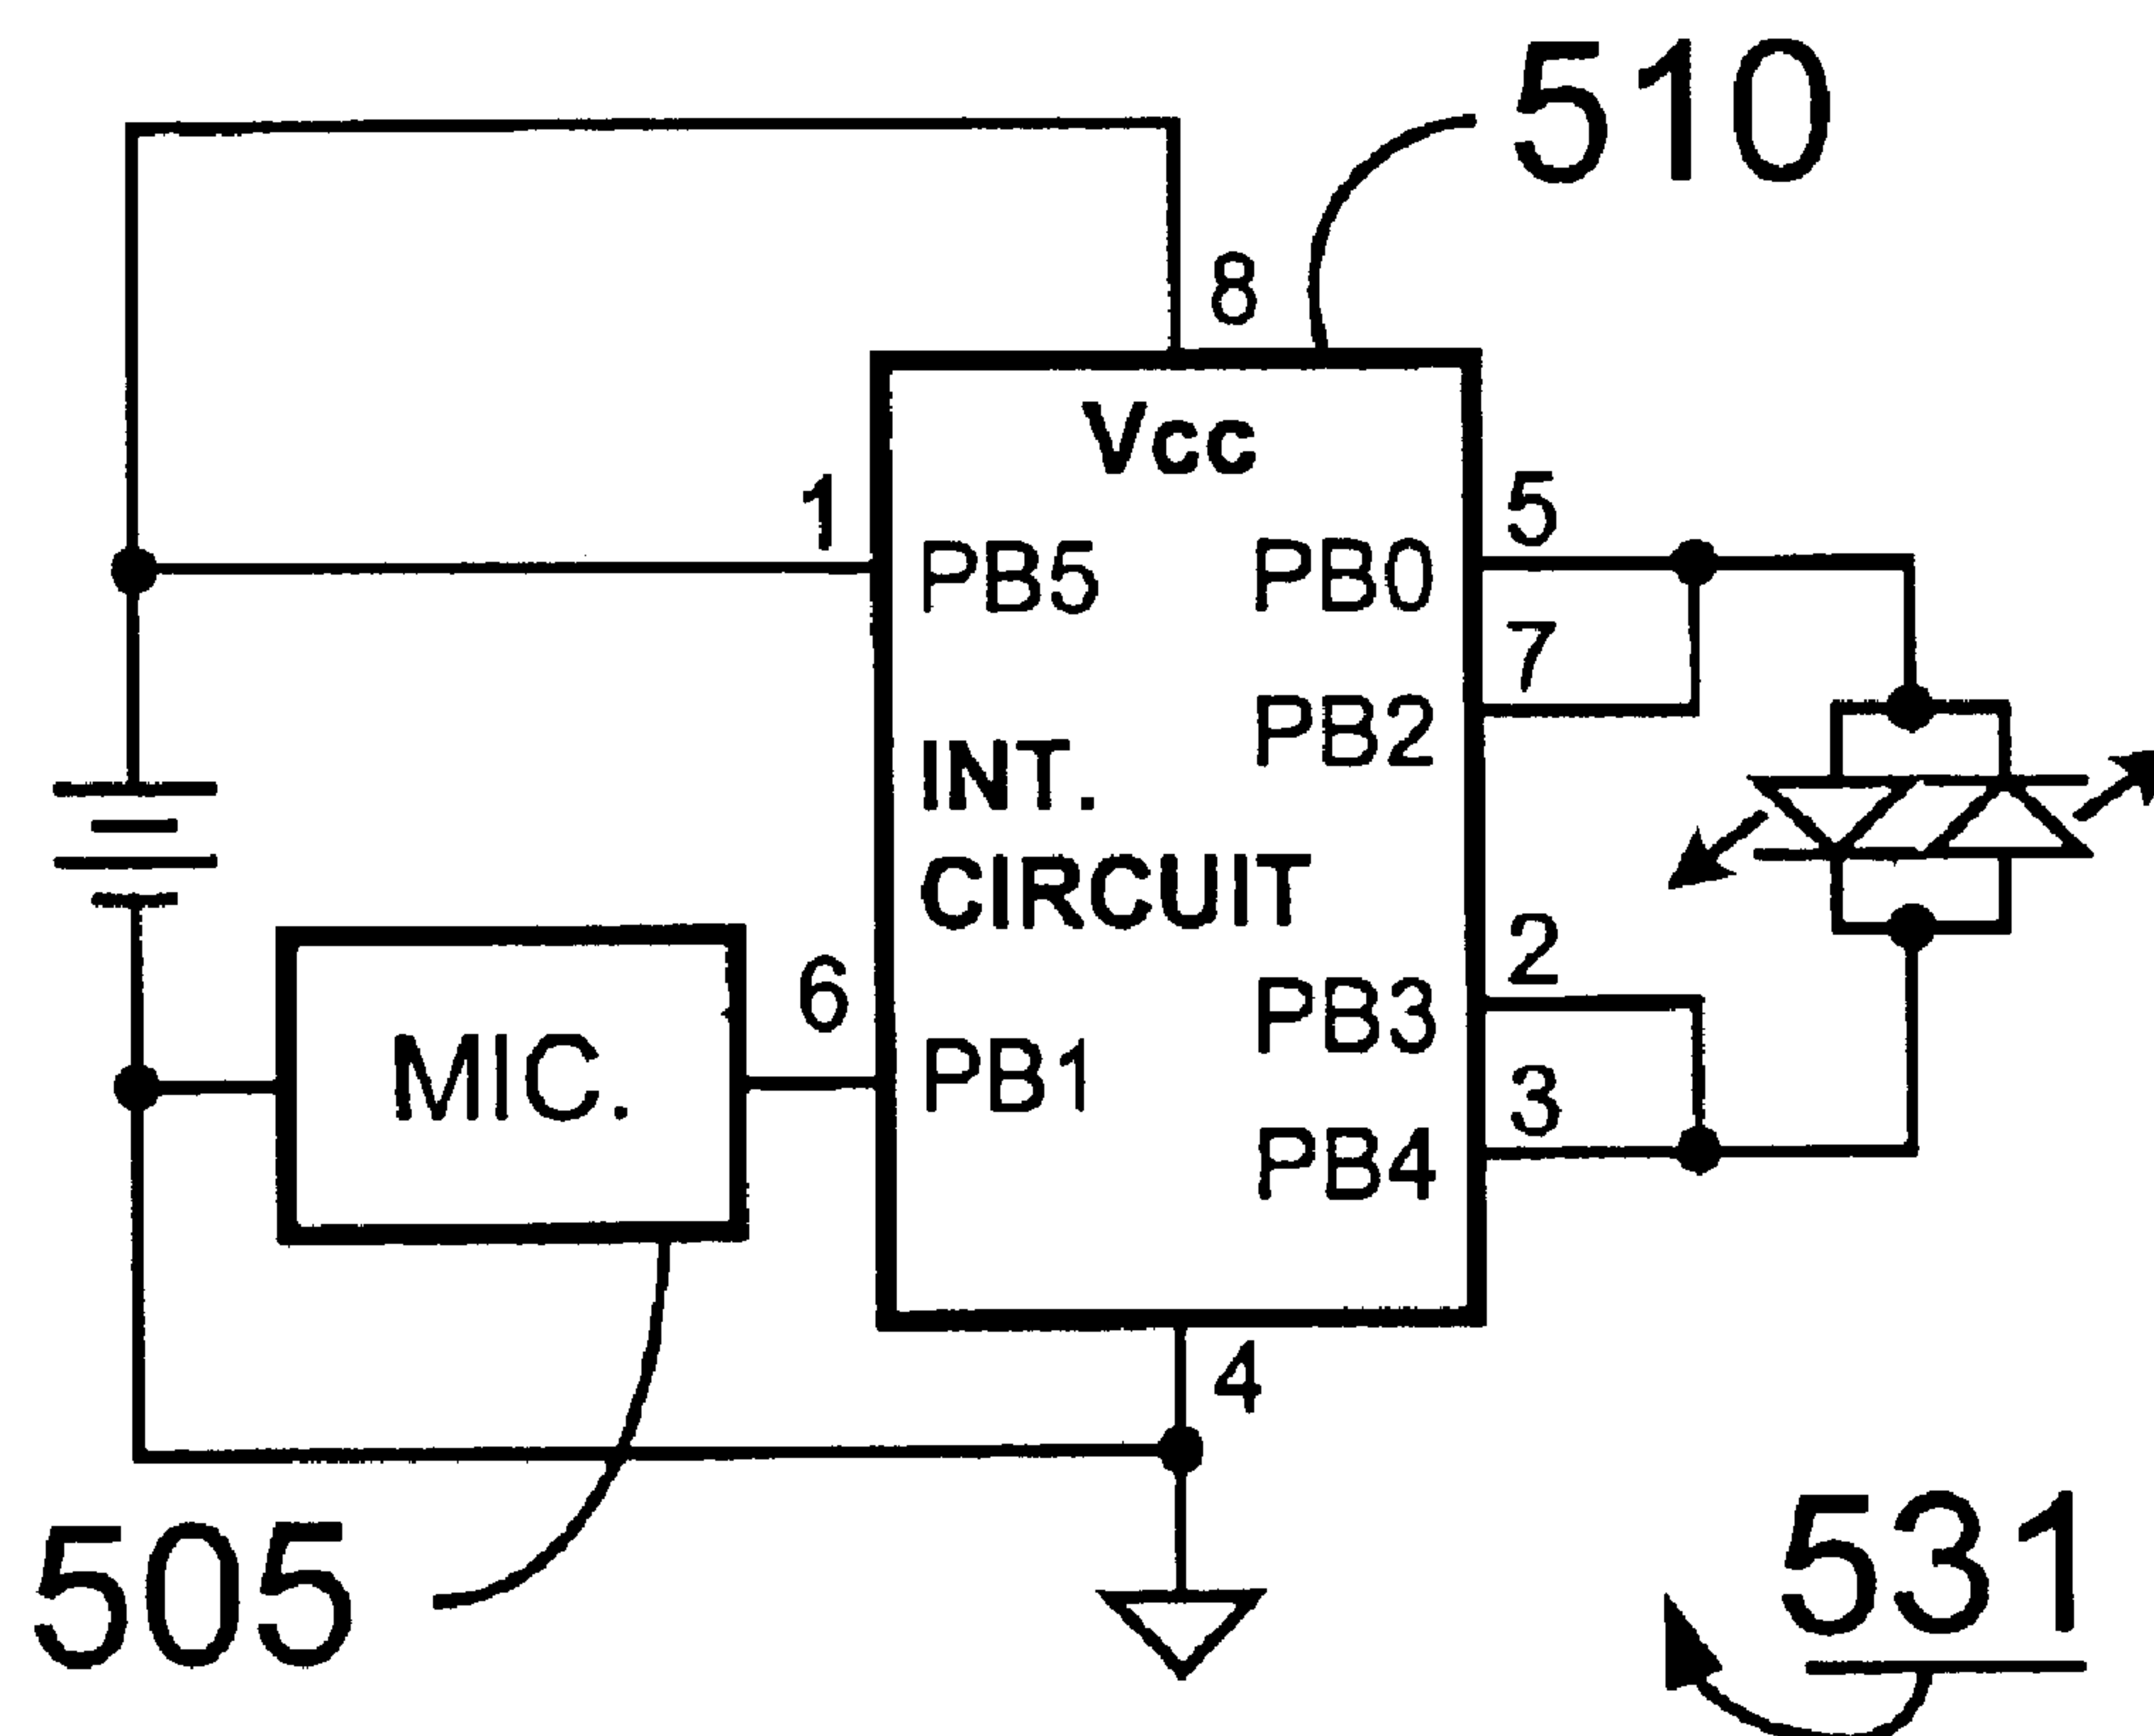 510
8
Vcc
1
5
PB5 PB0
7
PB2
INT.
CIRCUIT
2
6
PB3
MIC.
PB1
3
PB4
4
505
531